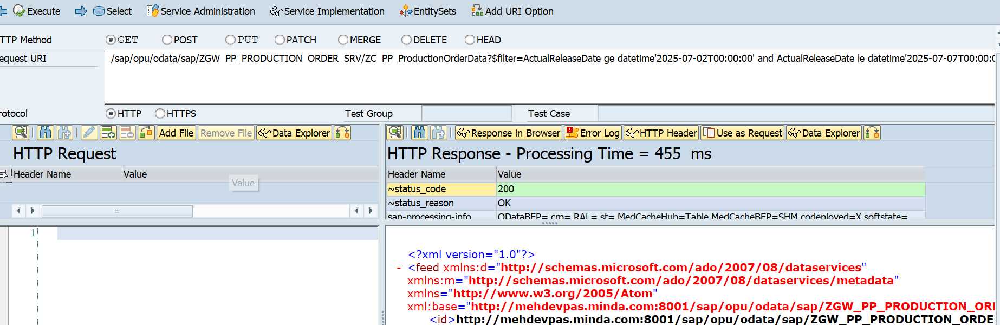 Execute Select Service Administration Service Implementation EntitySets Add URI Option
TTP Method GET POST PUT PATCH MERGE DELETE HEAD
equest URI /sap/opu/odata/sap/ZGW_PP_PRODUCTION_ORDER_SRV/ZC_PP_ProductionOrderData?$filter=ActualReleaseDate ge datetime'2025-07-02T00:00:00' and ActualReleaseDate le datetime'2025-07-07T00:00:0
rotocol HTTP HTTPS Test Group Test Case
Add File Remove File Data Explorer
HTTP Request
Header Name Value
Value
1
Response in Browser Error Log HTTP Header Use as Request Data Explorer
HTTP Response - Processing Time = 455 ms
Header Name Value
~status_code 200
~status_reason OK
sap-processing-info ODataBEP= crp= RAL= st= MedCacheHub=Table MedCacheBEP=SHM codeployed=X softstate=
<?xml version="1.0"?>
- <feed xmlns:d="http://schemas.microsoft.com/ado/2007/08/dataservices"
xmlns:m="http://schemas.microsoft.com/ado/2007/08/dataservices/metadata"
xmlns="http://www.w3.org/2005/Atom"
xml:base="http://mehdevpas.minda.com:8001/sap/opu/odata/sap/ZGW_PP_PRODUCTION_ORI
<id>http://mehdevpas.minda.com:8001/sap/opu/odata/sap/ZGW_PP_PRODUCTION_ORDE